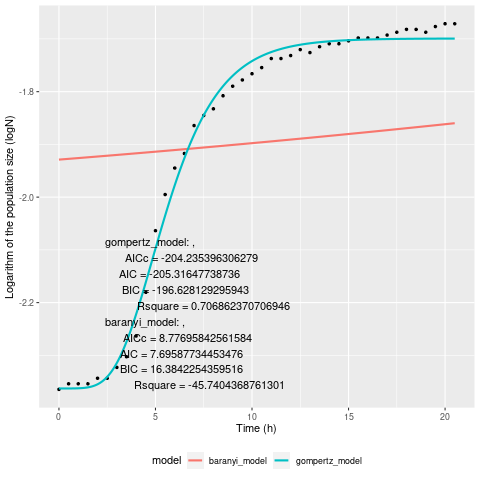 -1.8
-2.0
-2.2
Logarithm of the population size (logN)
gompertz_model: ,
AICc = -204.235396306279
AIC = -205.31647738736
BIC = -196.628129295943
Rsquare = 0.706862370706946
baranyi_model: ,
AICc = 8.77695842561584
AIC = 7.69587734453476
BIC = 16.3842254359516
Rsquare = -45.7404368761301
0 5 10 15 20
Time (h)
model baranyi_model gompertz_model